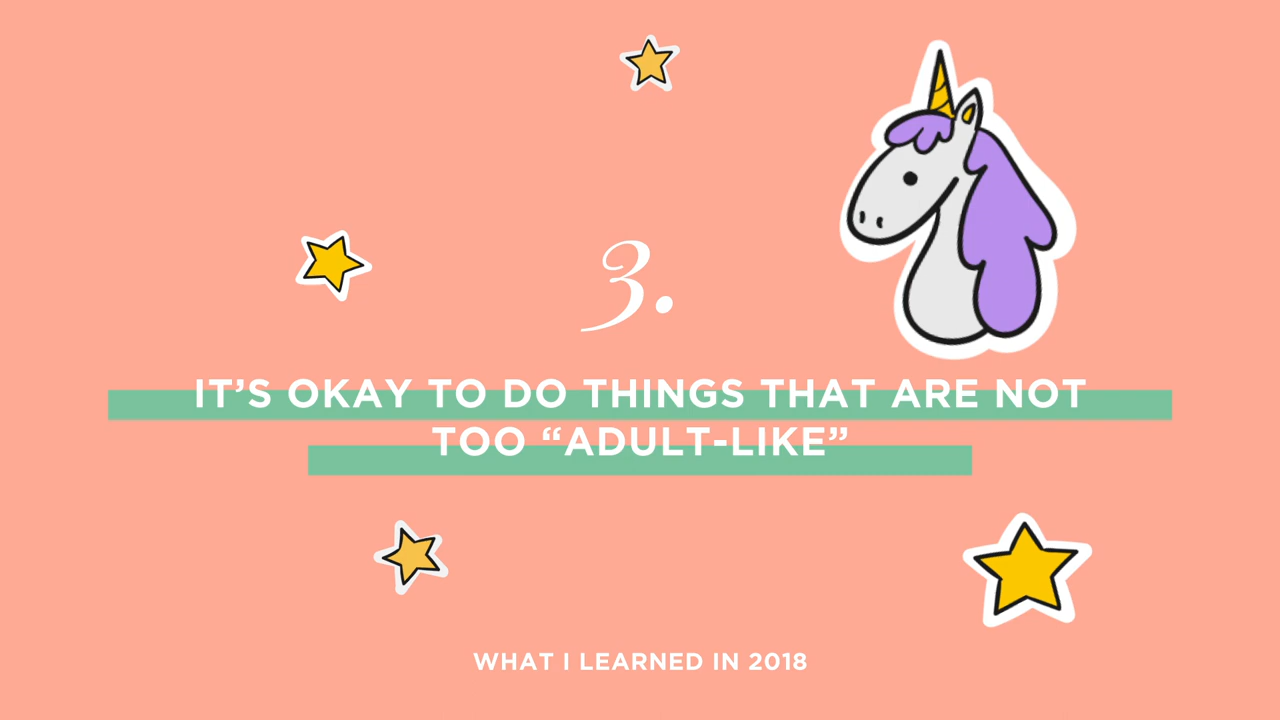 3.
IT’S OKAY TO DO THINGS THAT ARE NOT
TOO “ADULT-LIKE”
WHAT I LEARNED IN 2018